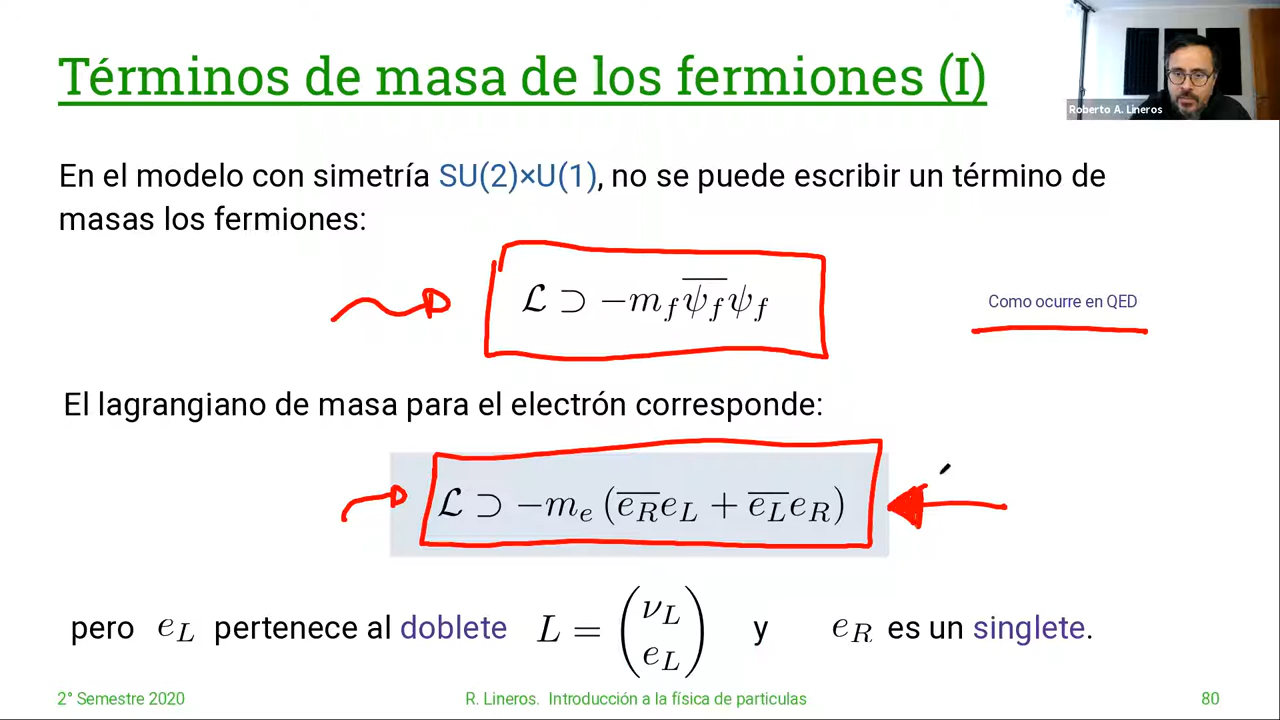 Términos de masa de los fermiones (I)
Roberto A. Lineros
En el modelo con simetría SU(2)×U(1), no se puede escribir un término de
masas los fermiones:
ℒ ⊃ −m_f \overline{ψ_f} ψ_f
Como ocurre en QED
El lagrangiano de masa para el electrón corresponde:
ℒ ⊃ −m_e (\overline{e_R} e_L + \overline{e_L} e_R)
pero e_L pertenece al doblete L = (ν_L e_L) y e_R es un singlete.
2° Semestre 2020
R. Lineros. Introducción a la física de particulas
80